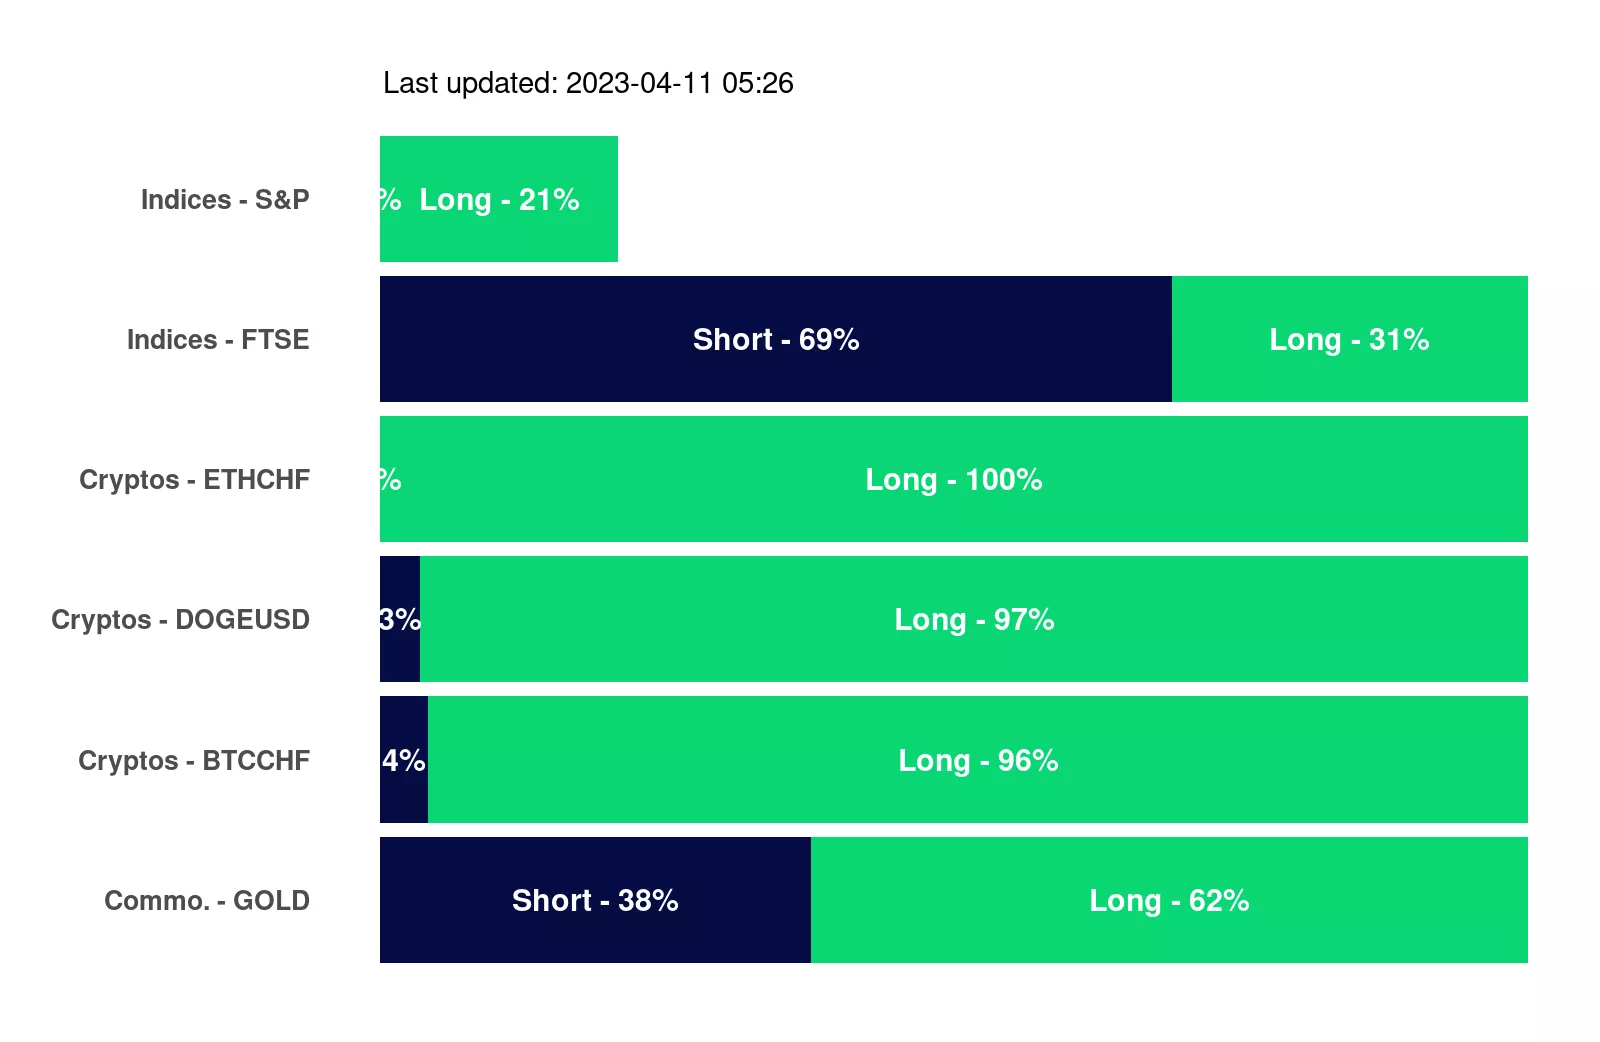 Last updated: 2023-04-11 05:26
Indices - S&P % Long - 21%
Indices - FTSE Short - 69% Long - 31%
Cryptos - ETHCHF % Long - 100%
Cryptos - DOGEUSD 3% Long - 97%
Cryptos - BTCCHF 4% Long - 96%
Commo. - GOLD Short - 38% Long - 62%